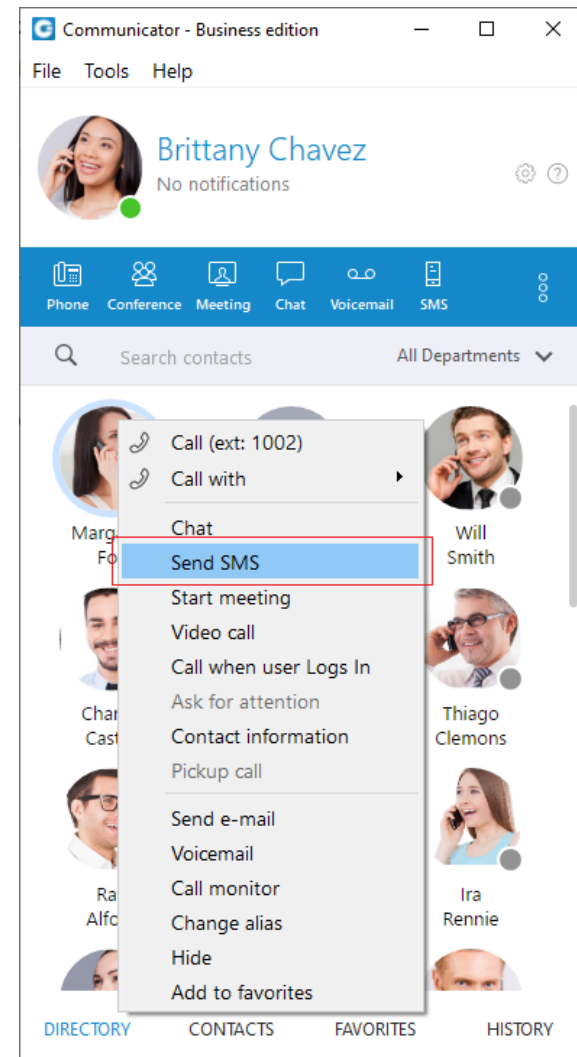 Communicator - Business edition
File Tools Help
Brittany Chavez
No notifications
Phone Conference Meeting Chat Voicemail SMS
Search contacts All Departments
Call (ext: 1002)
Call with
Chat
Send SMS
Start meeting
Video call
Call when user Logs In
Ask for attention
Contact information
Pickup call
Send e-mail
Voicemail
Call monitor
Change alias
Hide
Add to favorites
Will
Smith
Thiago
Clemons
Ira
Rennie
DIRECTORY CONTACTS FAVORITES HISTORY